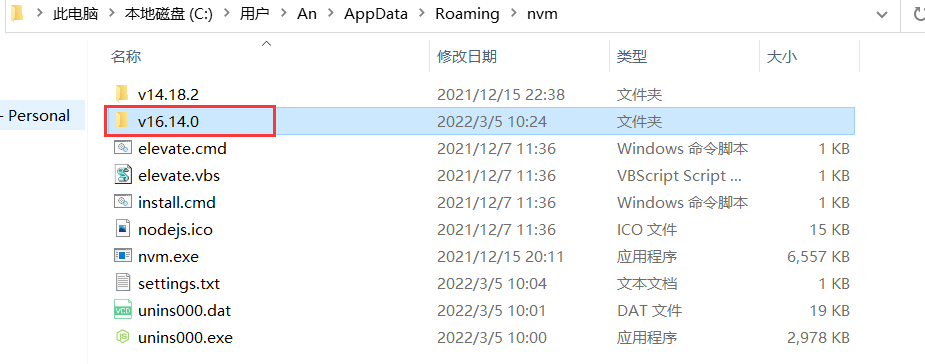 此电脑 > 本地磁盘 (C:) > 用户 > An > AppData > Roaming > nvm
名称 修改日期 类型 大小
- Personal
v14.18.2 2021/12/15 22:38 文件夹
v16.14.0 2022/3/5 10:24 文件夹
elevate.cmd 2021/12/7 11:36 Windows 命令脚本 1 KB
elevate.vbs 2021/12/7 11:36 VBScript Script ... 1 KB
install.cmd 2021/12/7 11:36 Windows 命令脚本 1 KB
nodejs.ico 2021/12/7 11:36 ICO 文件 15 KB
nvm.exe 2021/12/15 20:11 应用程序 6,557 KB
settings.txt 2022/3/5 10:04 文本文档 1 KB
unins000.dat 2022/3/5 10:01 DAT 文件 19 KB
unins000.exe 2022/3/5 10:00 应用程序 2,978 KB